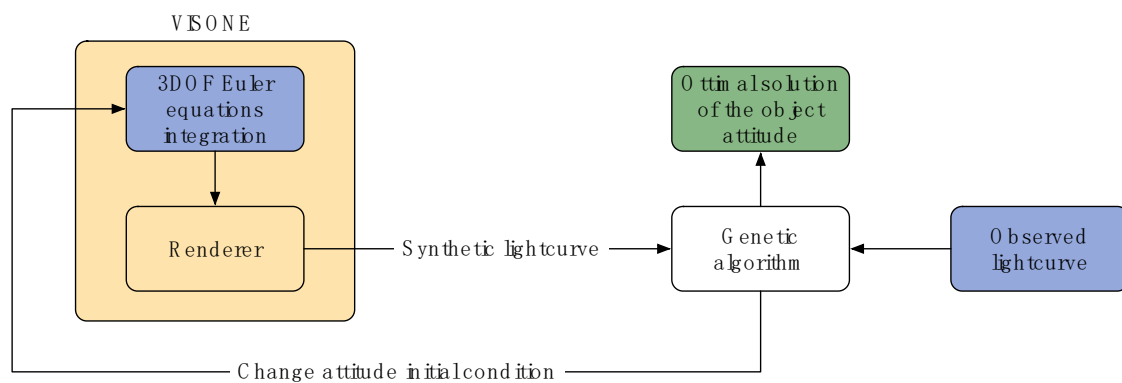 VISONE
3DOF Euler
equations
integration
Ottimal solution
of the object
attitude
Renderer
Synthetic lightcurve
Genetic
algorithm
Observed
lightcurve
Change attitude initial condition